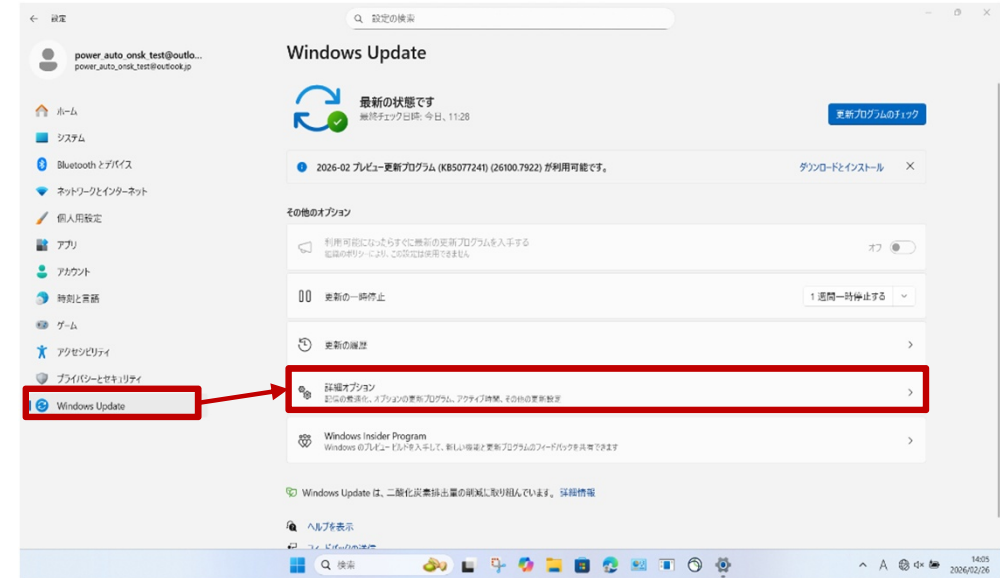 設定
設定の検索
power_auto_onsk_test@outlo...
power_auto_onsk_test@outlook.jp
ホーム
システム
Bluetooth とデバイス
ネットワークとインターネット
個人用設定
アプリ
アカウント
時刻と言語
ゲーム
アクセシビリティ
プライバシーとセキュリティ
Windows Update
Windows Update
最新の状態です
最終チェック日時: 今日、11:28
更新プログラムのチェック
2026-02 プレビュー更新プログラム (KB5077241) (26100.7922) が利用可能です。
ダウンロードとインストール
その他のオプション
利用可能になったらすぐに最新の更新プログラムを入手する
組織のポリシーにより、この設定は使用できません
オフ
更新の一時停止
1 週間一時停止する
更新の履歴
詳細オプション
配信の最適化、オプションの更新プログラム、アクティブ時間、その他の更新設定
Windows Insider Program
Windows のプレビュー ビルドを入手して、新しい機能と更新プログラムのフィードバックを共有できます
Windows Update は、二酸化炭素排出量の削減に取り組んでいます。 詳細情報
ヘルプを表示
フィードバックの送信
検索
A
14:05
2026/02/26